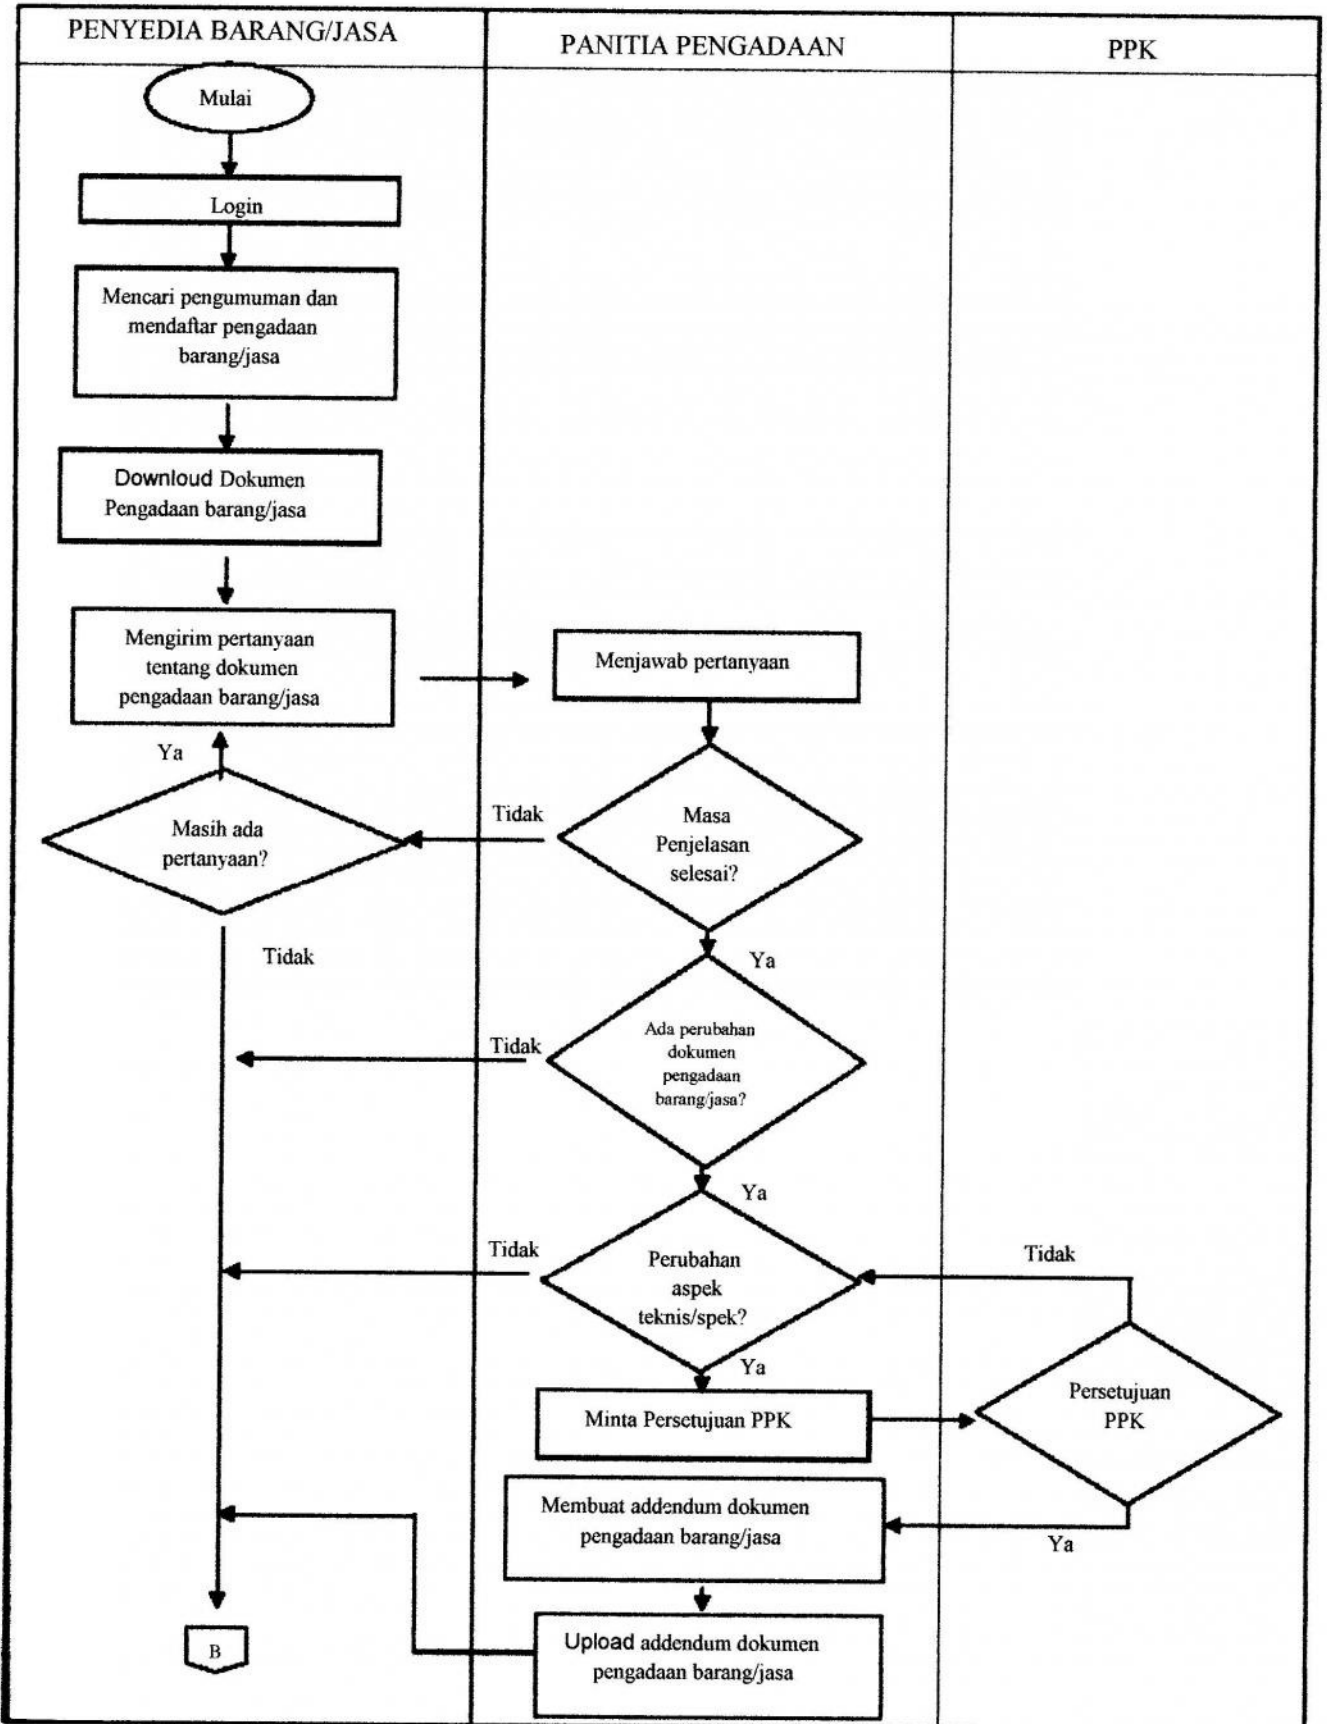 PENYEDIA BARANG/JASA
PANITIA PENGADAAN
PPK
Mulai
Login
Mencari pengumuman dan
mendaftar pengadaan
barang/jasa
Downloud Dokumen
Pengadaan barang/jasa
Mengirim pertanyaan
tentang dokumen
pengadaan barang/jasa
Menjawab pertanyaan
Ya
Masih ada
pertanyaan?
Tidak
Masa
Penjelasan
selesai?
Tidak
Ya
Ada perubahan
dokumen
pengadaan
barang/jasa?
Tidak
Ya
Tidak
Perubahan
aspek
teknis/spek?
Tidak
Ya
Minta Persetujuan PPK
Persetujuan
PPK
Membuat addendum dokumen
pengadaan barang/jasa
Ya
Upload addendum dokumen
pengadaan barang/jasa
B